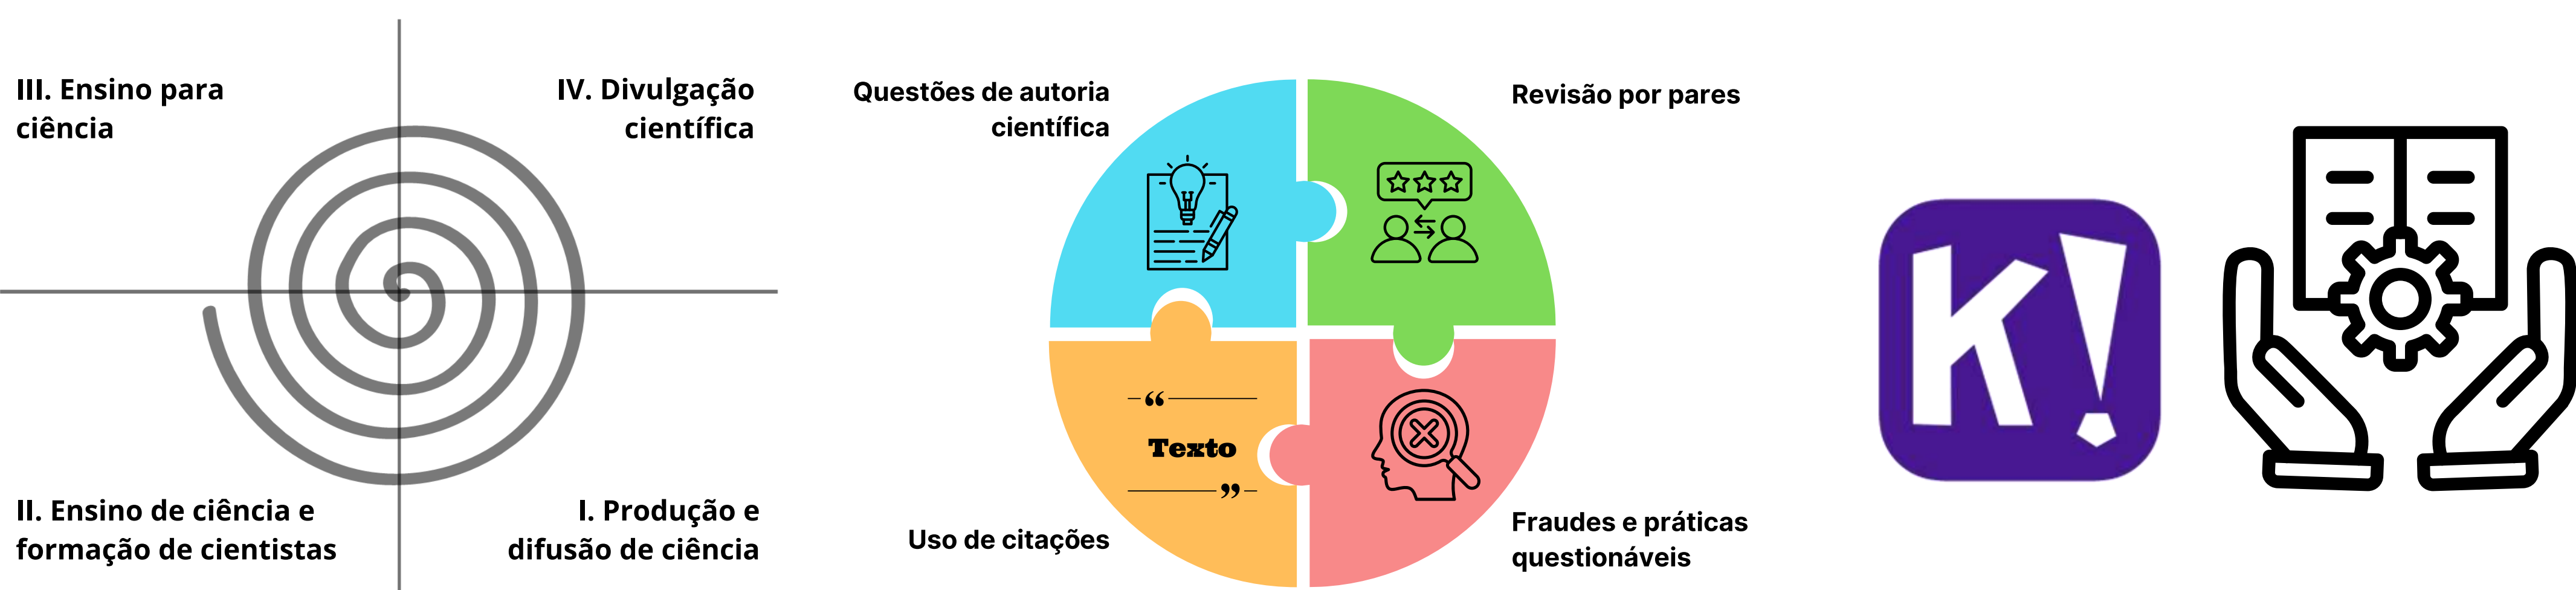 III. Ensino para
ciência
IV. Divulgação
científica
II. Ensino de ciência e
formação de cientistas
I. Produção e
difusão de ciência
Questões de autoria
científica
Revisão por pares
“
Texto
”
Uso de citações
Fraudes e práticas
questionáveis
K!